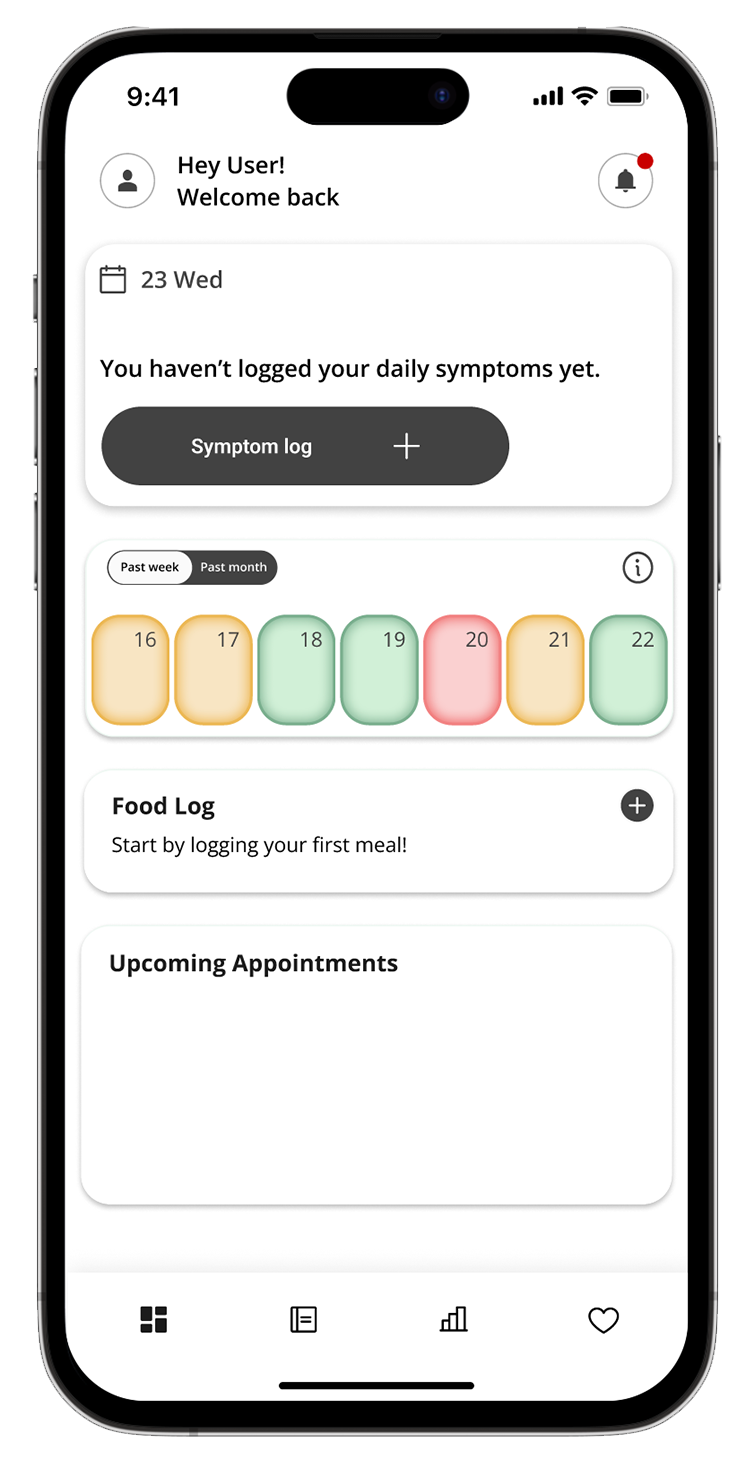 9:41
Hey User!
Welcome back
23 Wed
You haven’t logged your daily symptoms yet.
Symptom log
Past week Past month
16 17 18 19 20 21 22
Food Log
Start by logging your first meal!
Upcoming Appointments